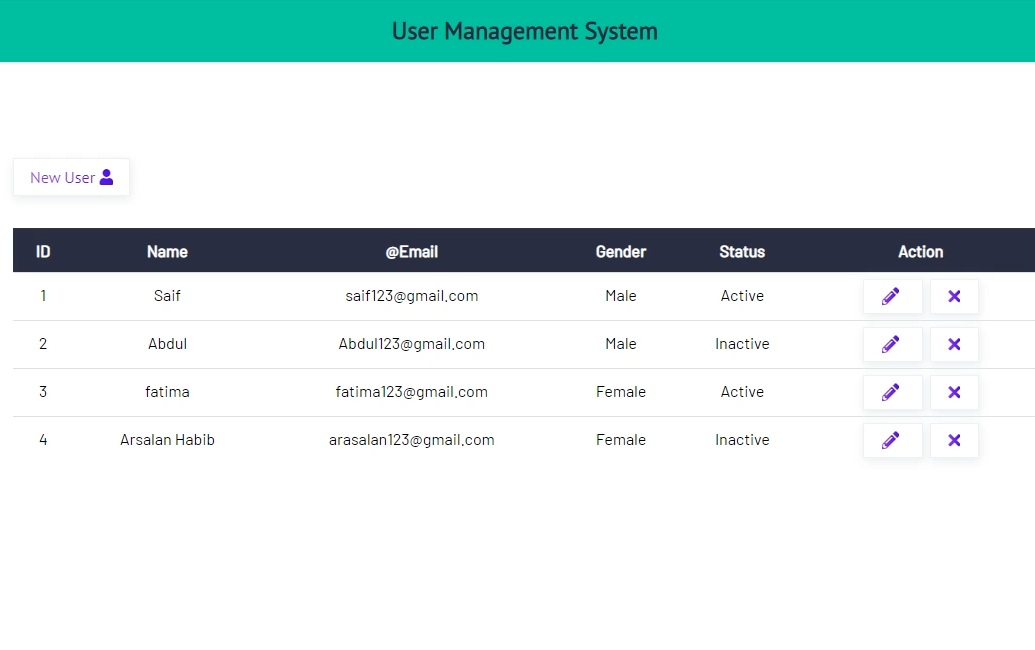 User Management System
New User
ID Name @Email Gender Status Action
1 Saif saif123@gmail.com Male Active
2 Abdul Abdul123@gmail.com Male Inactive
3 fatima fatima123@gmail.com Female Active
4 Arsalan Habib arasalan123@gmail.com Female Inactive